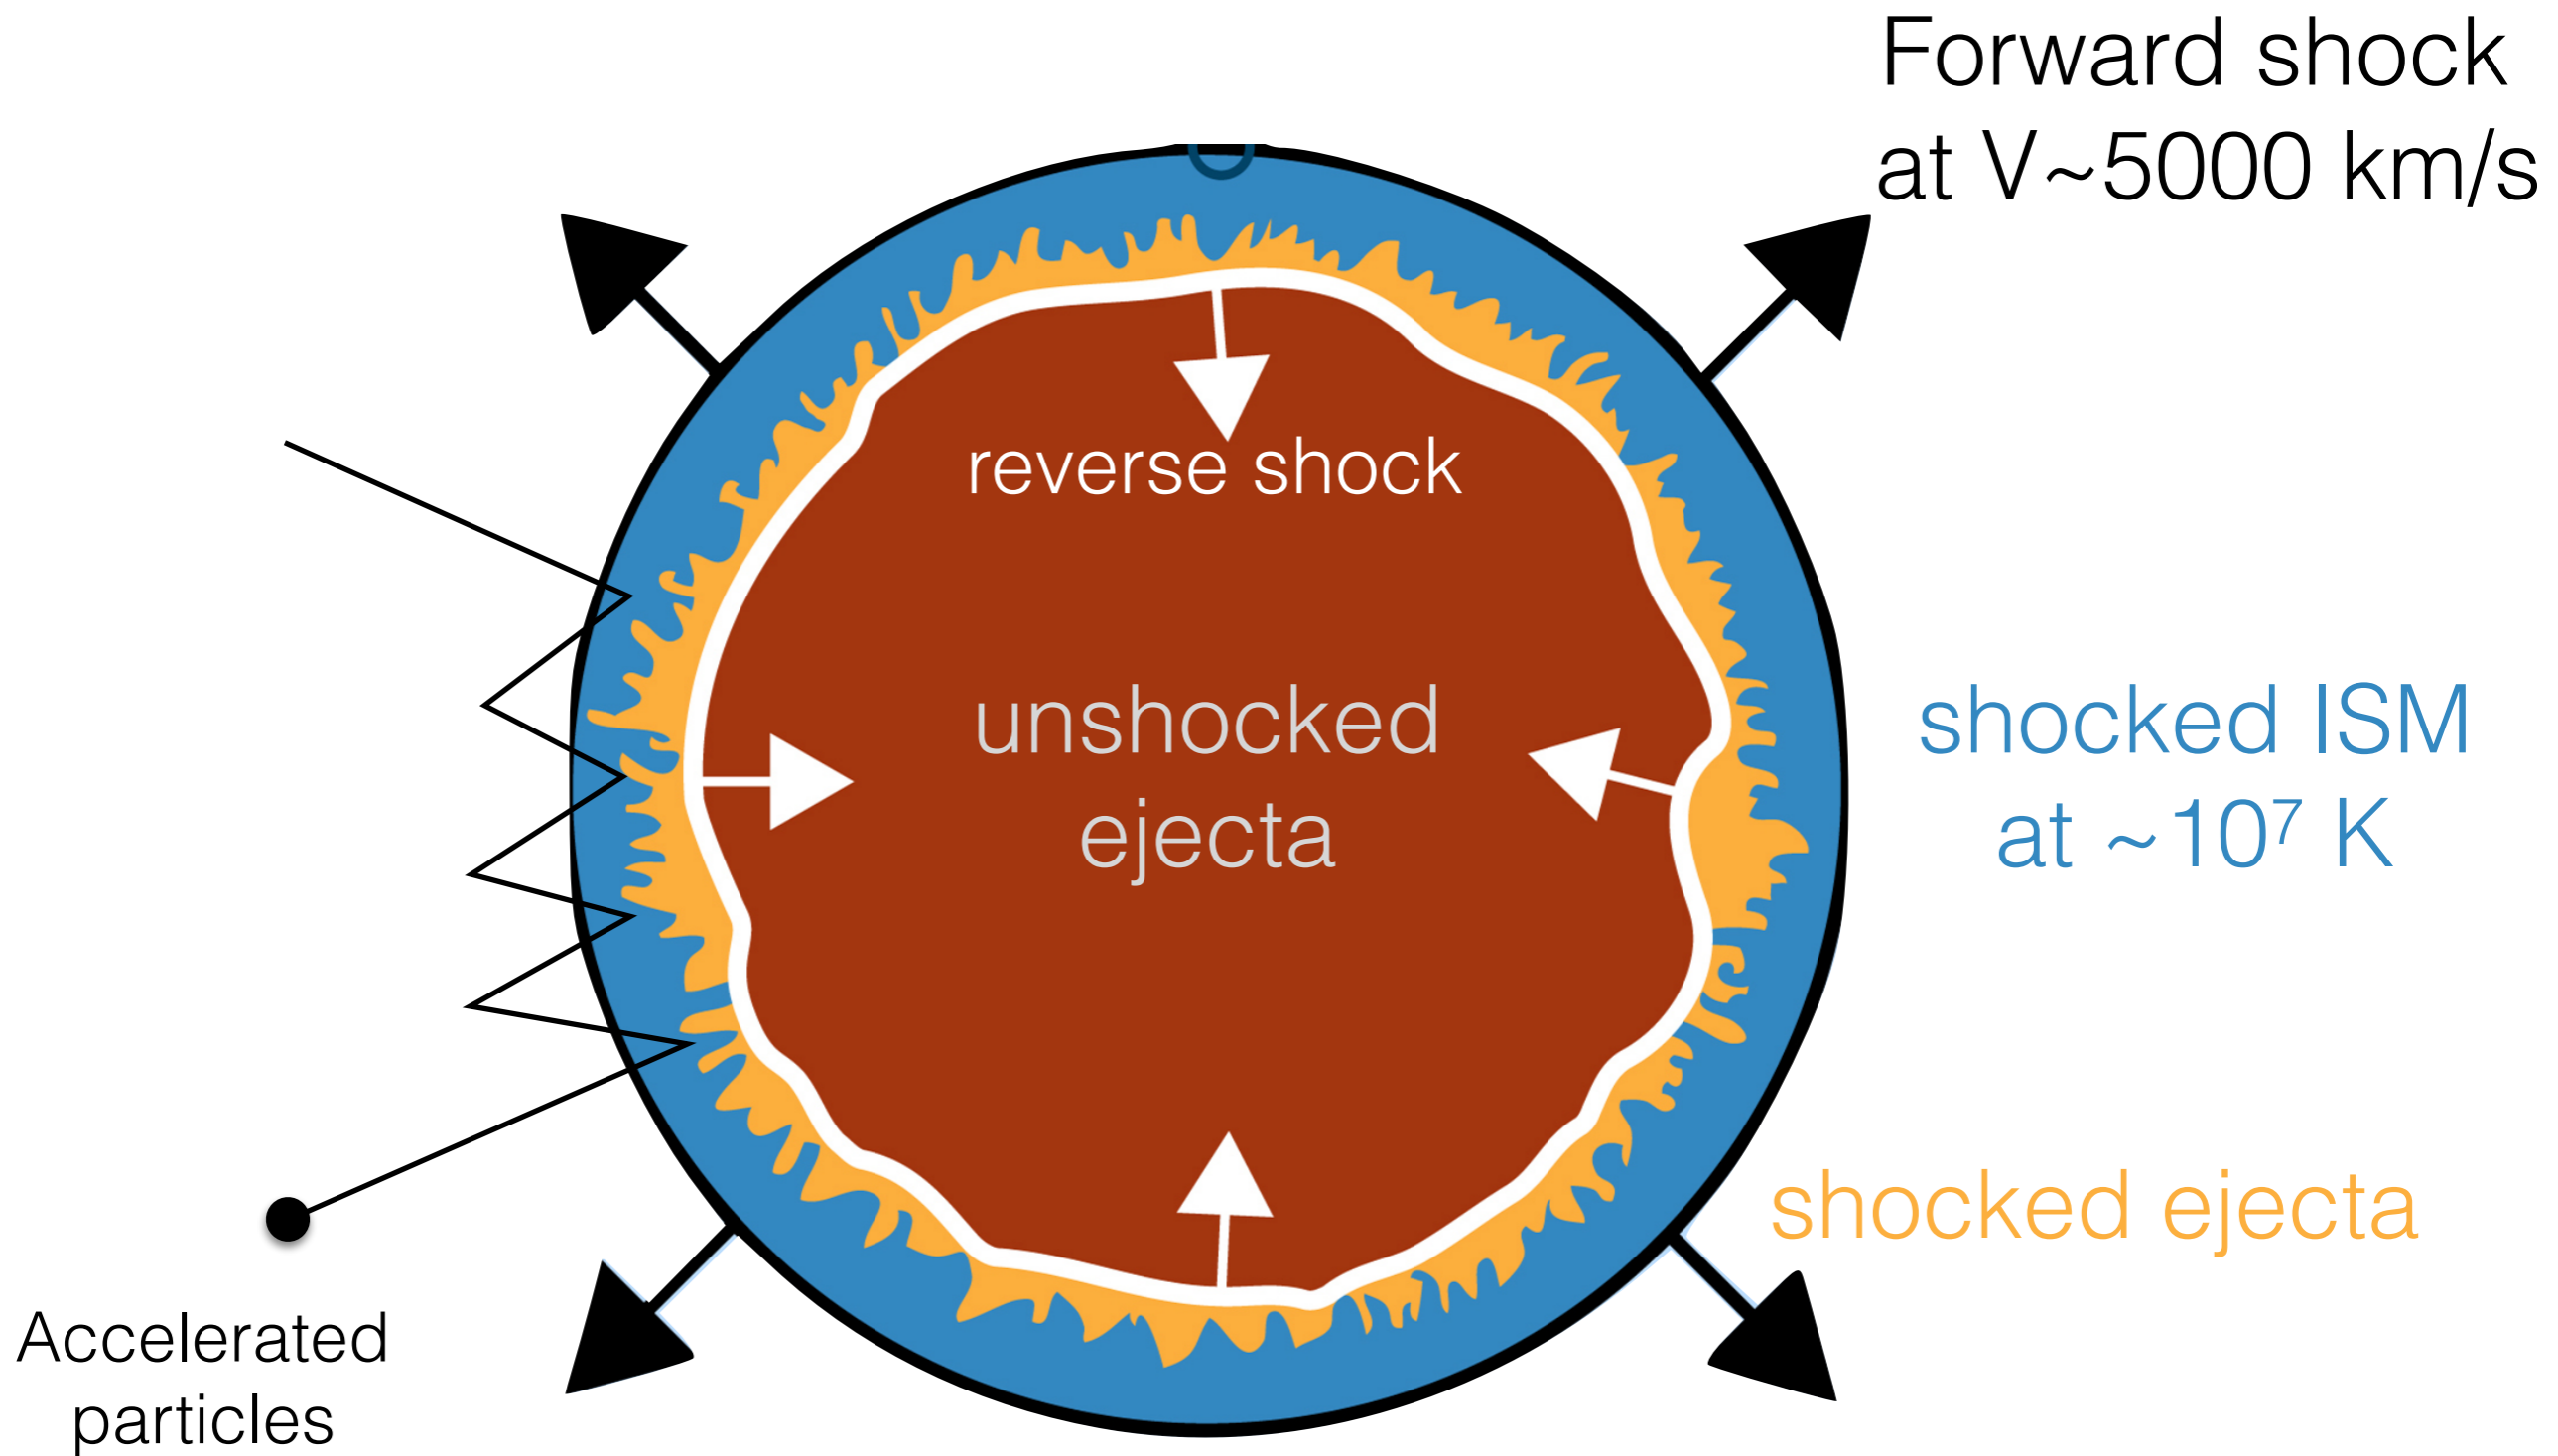 Forward shock
at V~5000 km/s
reverse shock
unshocked
ejecta
shocked ISM
at ~10⁷ K
shocked ejecta
Accelerated
particles